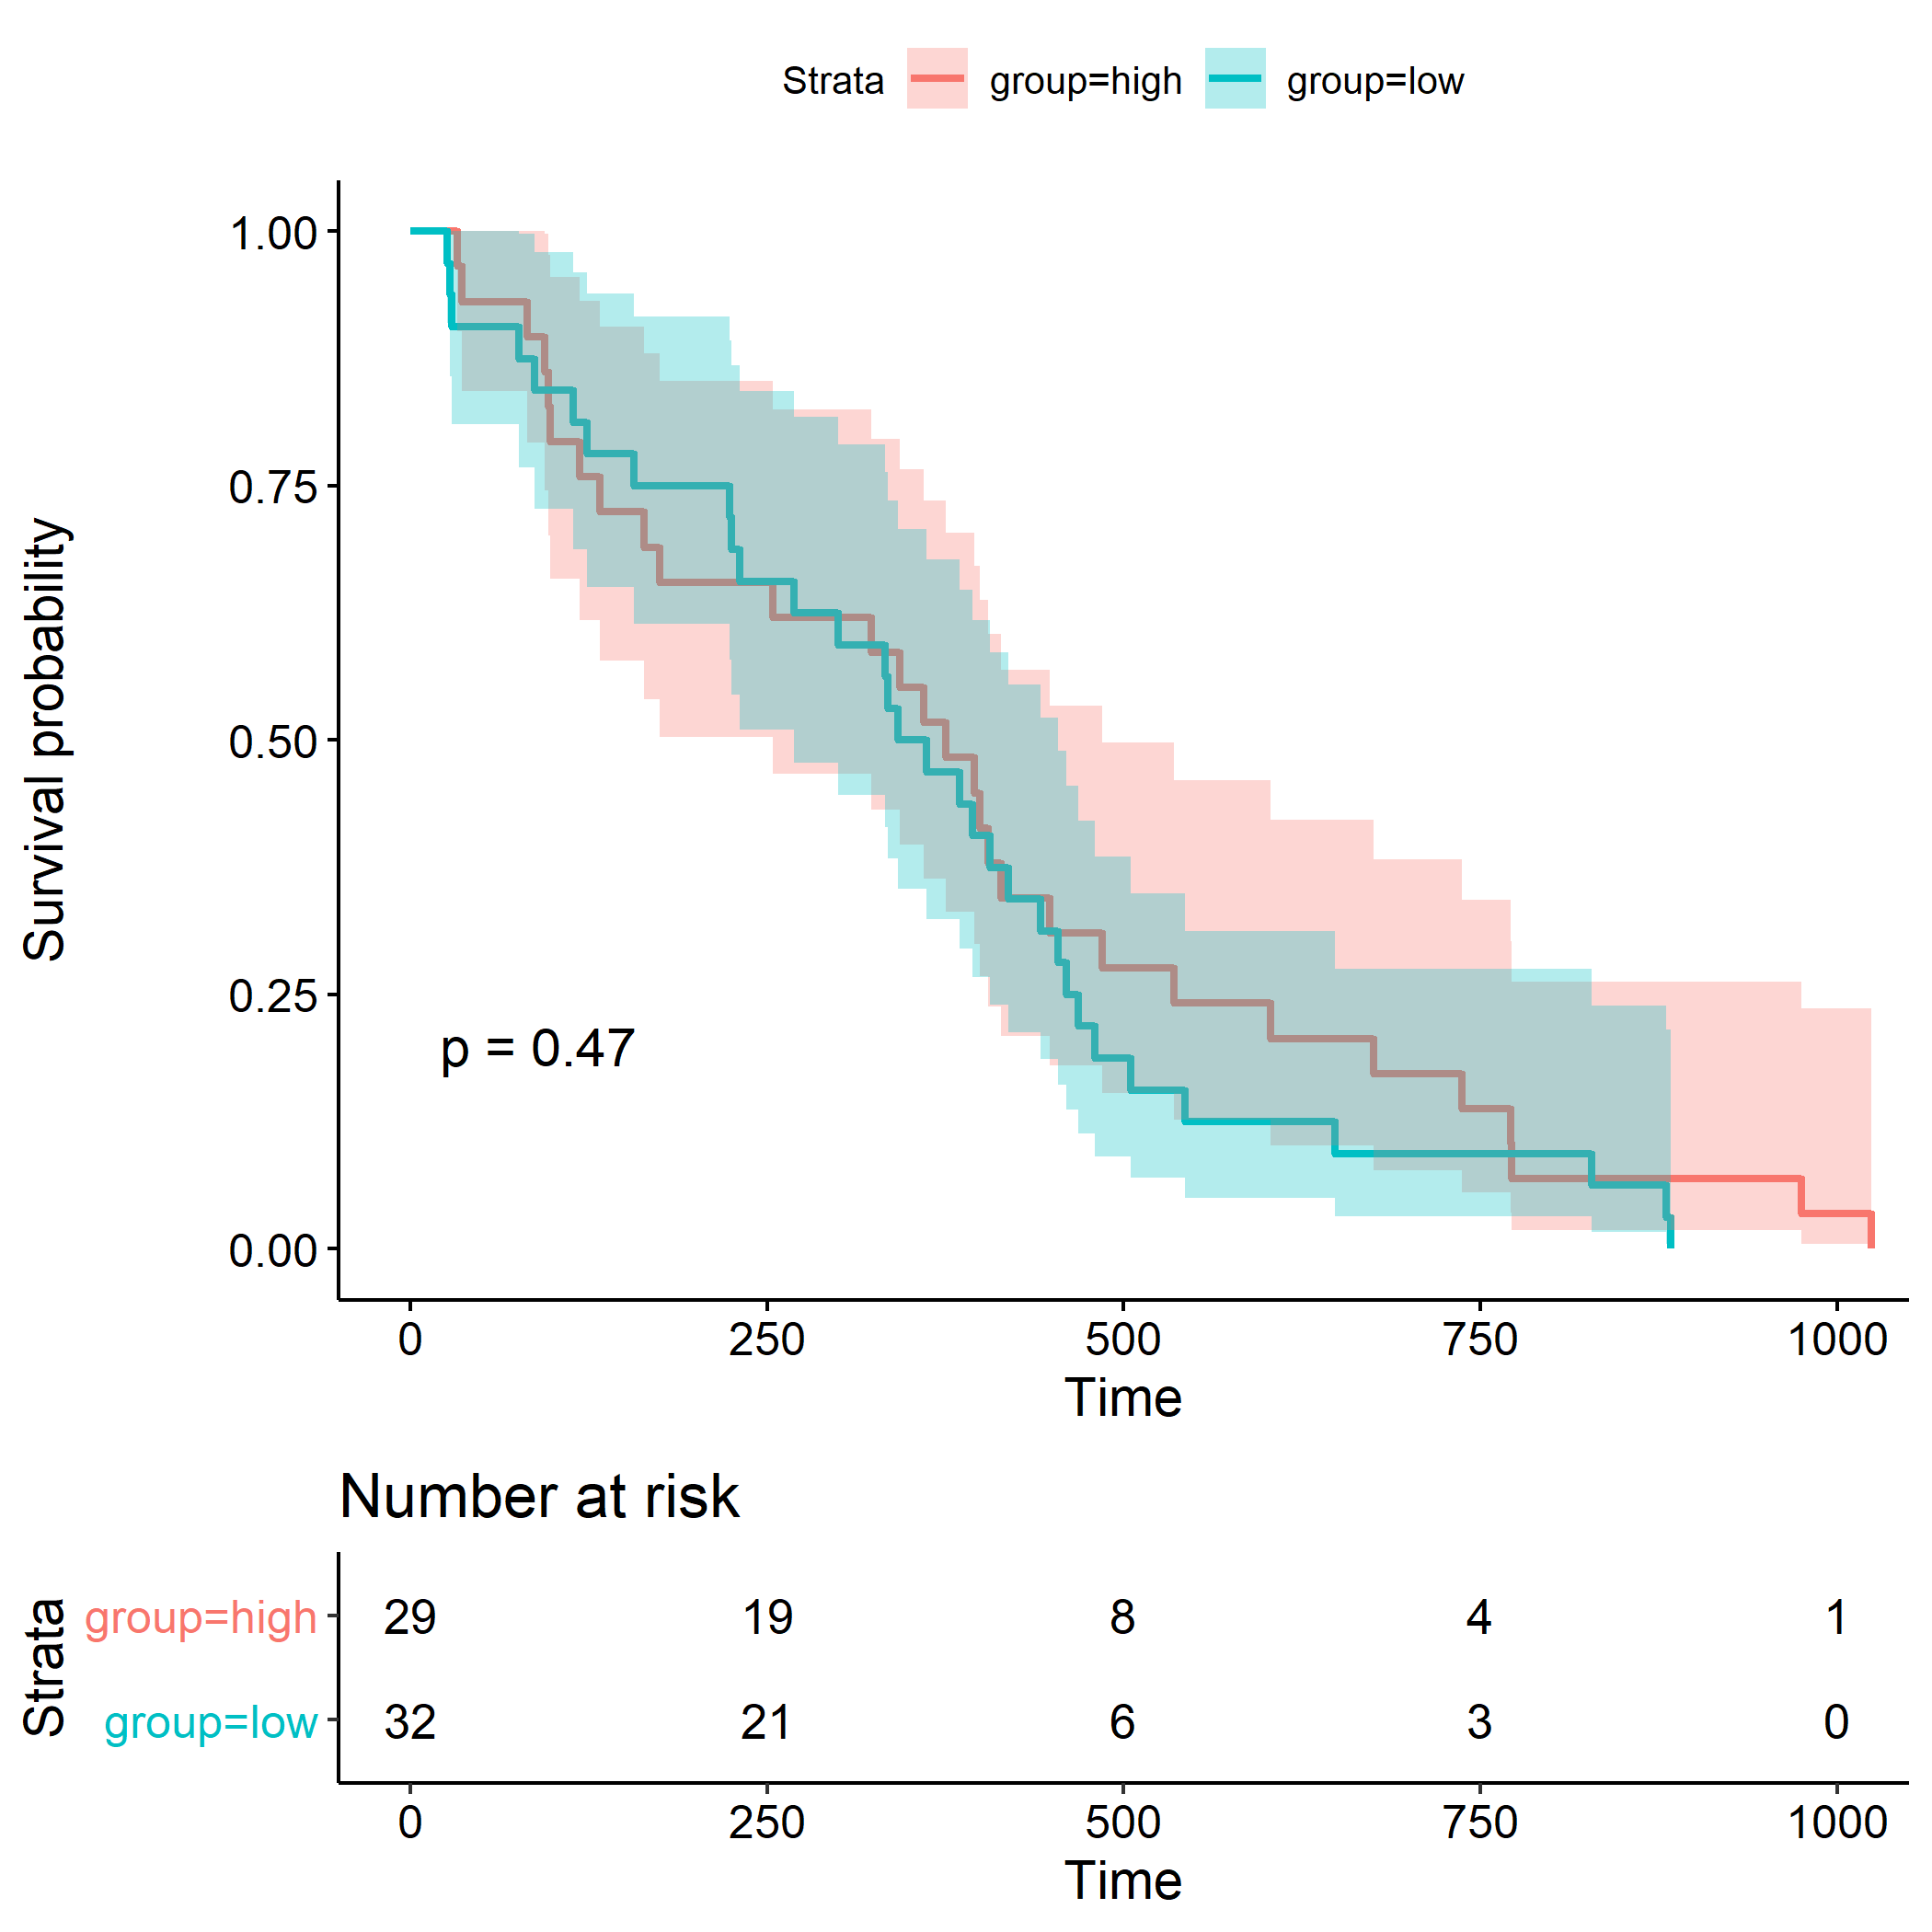 Strata group=high group=low
1.00
0.75
0.50
0.25
0.00
Survival probability
p = 0.47
0 250 500 750 1000
Time
Number at risk
Strata
group=high 29 19 8 4 1
group=low 32 21 6 3 0
0 250 500 750 1000
Time